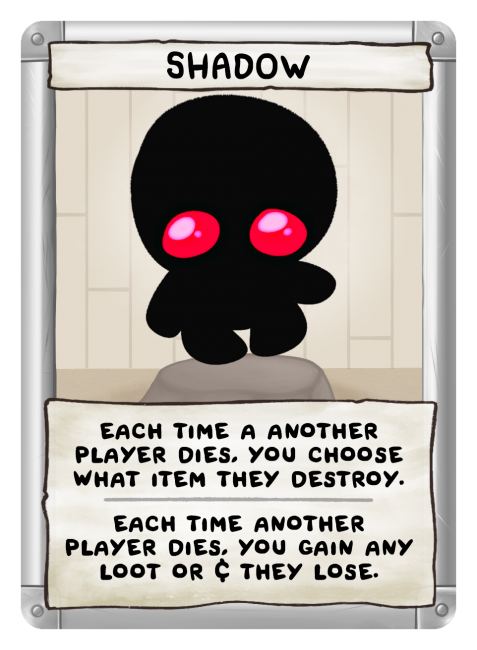 SHADOW
EACH TIME A ANOTHER
PLAYER DIES, YOU CHOOSE
WHAT ITEM THEY DESTROY.
EACH TIME ANOTHER
PLAYER DIES, YOU GAIN ANY
LOOT OR ¢ THEY LOSE.